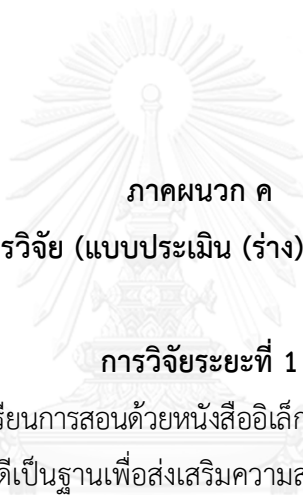 ภาคผนวก ค
รวิจัย (แบบประเมิน (ร่าง)
การวิจัยระยะที่ 1
รียนการสอนด้วยหนังสืออิเล็ก
ดีเป็นฐานเพื่อส่งเสริมความส